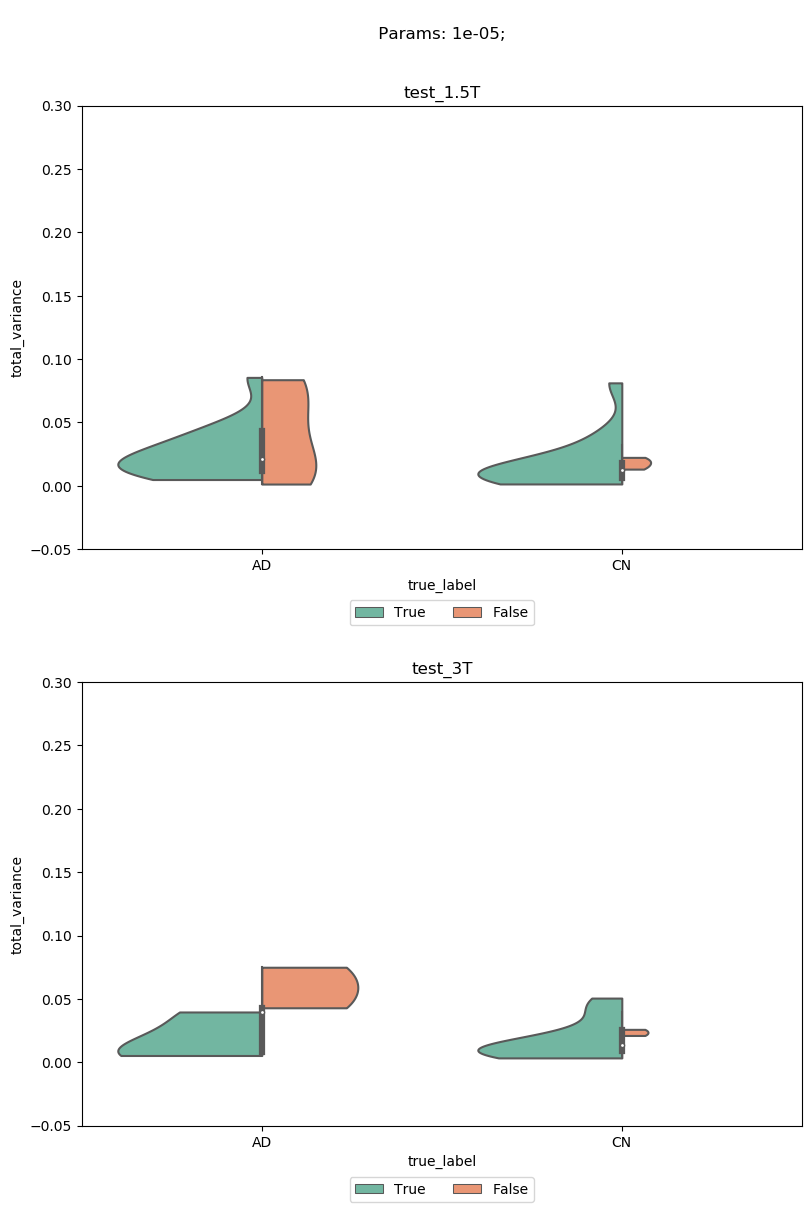 Params: 1e-05;
test_1.5T
0.30
0.25
0.20
0.15
0.10
0.05
0.00
−0.05
total_variance
AD CN
true_label
True False
test_3T
0.30
0.25
0.20
0.15
0.10
0.05
0.00
−0.05
total_variance
AD CN
true_label
True False